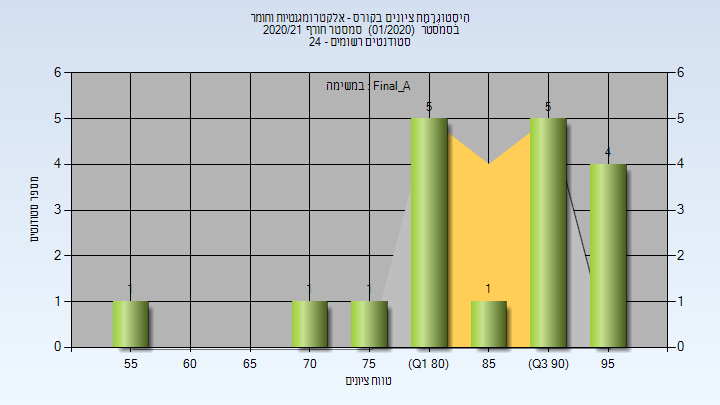 היסטוגרמת ציונים בקורס - אלקטרומגנטיות וחומר
בסמסטר (01/2020) סמסטר חורף 2020/21
סטודנטים רשומים - 24
במשימה : Final_A
6 6
5 5
4 4
3 3
2 2
1 1
0 0
5 5
4
1 1 1 1
מספר סטודנטים
55 60 65 70 75 (Q1 80) 85 (Q3 90) 95
טווח ציונים